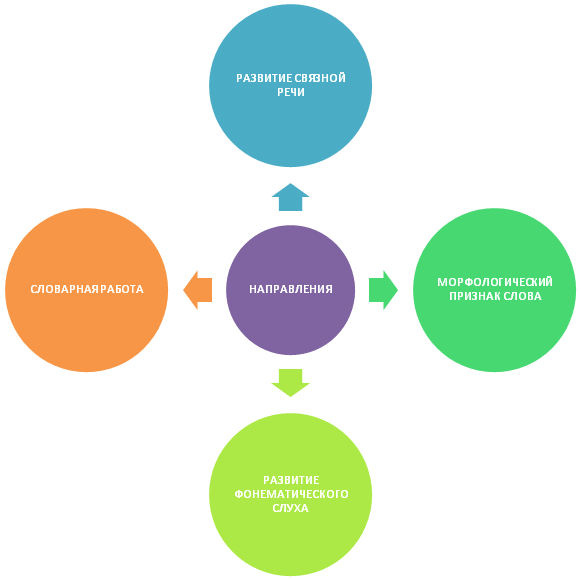 РАЗВИТИЕ СВЯЗНОЙ
РЕЧИ
СЛОВАРНАЯ РАБОТА
НАПРАВЛЕНИЯ
МОРФОЛОГИЧЕСКИЙ
ПРИЗНАК СЛОВА
РАЗВИТИЕ
ФОНЕМАТИЧЕСКОГО
СЛУХА